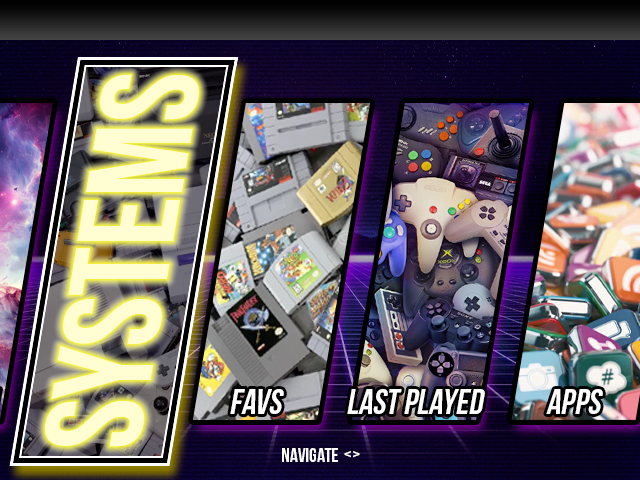 SYSTEMS
FAVS
LAST PLAYED
APPS
NAVIGATE <>